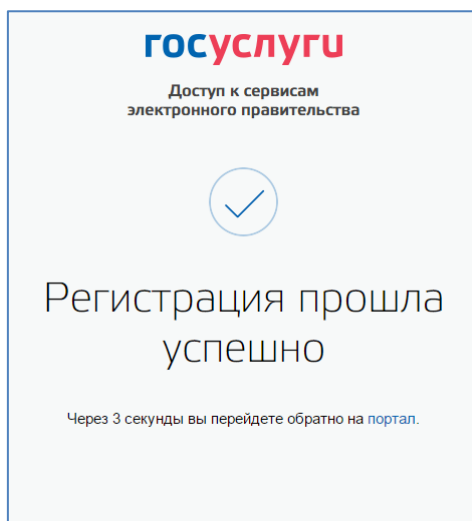 госуслуги
Доступ к сервисам
электронного правительства
Регистрация прошла
успешно
Через 3 секунды вы перейдете обратно на портал.